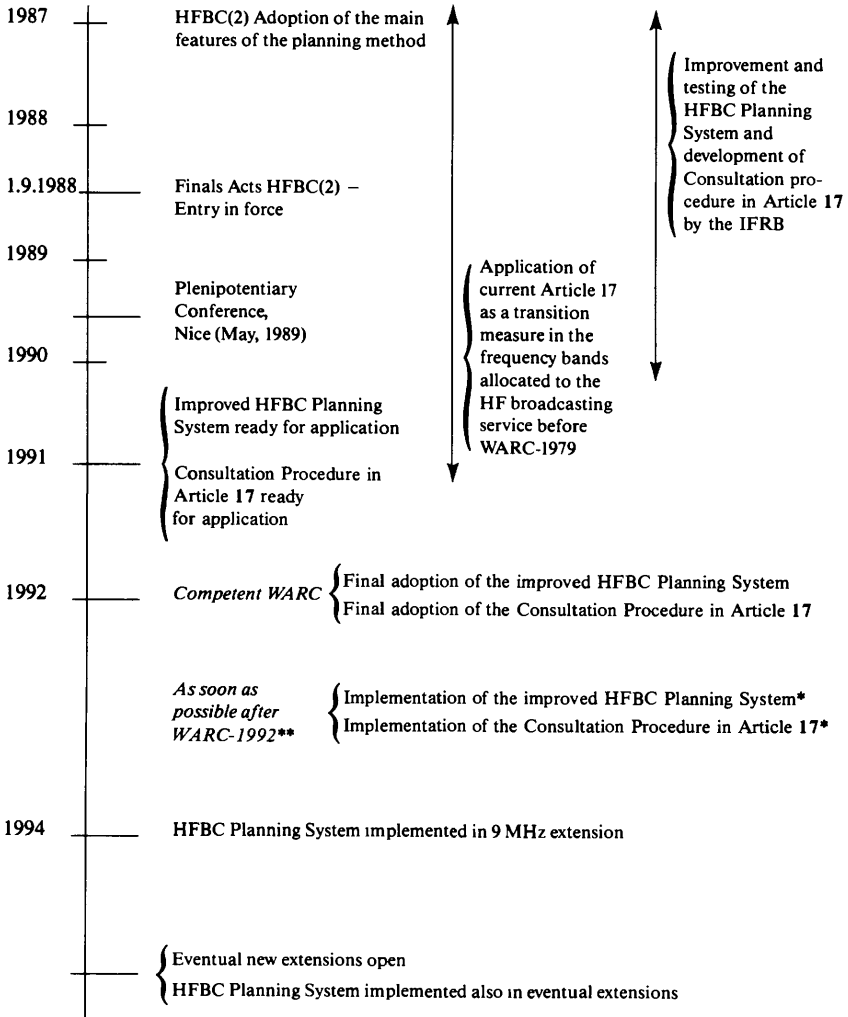 1987
HFBC(2) Adoption of the main
features of the planning method
Improvement and
testing of the
HFBC Planning
System and
development of
Consultation pro-
cedure in Article 17
by the IFRB
1988
1.9.1988
Finals Acts HFBC(2) –
Entry in force
1989
Application of
current Article 17
as a transition
measure in the
frequency bands
allocated to the
HF broadcasting
service before
WARC-1979
Plenipotentiary
Conference,
Nice (May, 1989)
1990
Improved HFBC Planning
System ready for application
1991
Consultation Procedure in
Article 17 ready
for application
1992
Competent WARC
Final adoption of the improved HFBC Planning System
Final adoption of the Consultation Procedure in Article 17
As soon as
possible after
WARC-1992**
Implementation of the improved HFBC Planning System*
Implementation of the Consultation Procedure in Article 17*
1994
HFBC Planning System implemented in 9 MHz extension
Eventual new extensions open
HFBC Planning System implemented also in eventual extensions